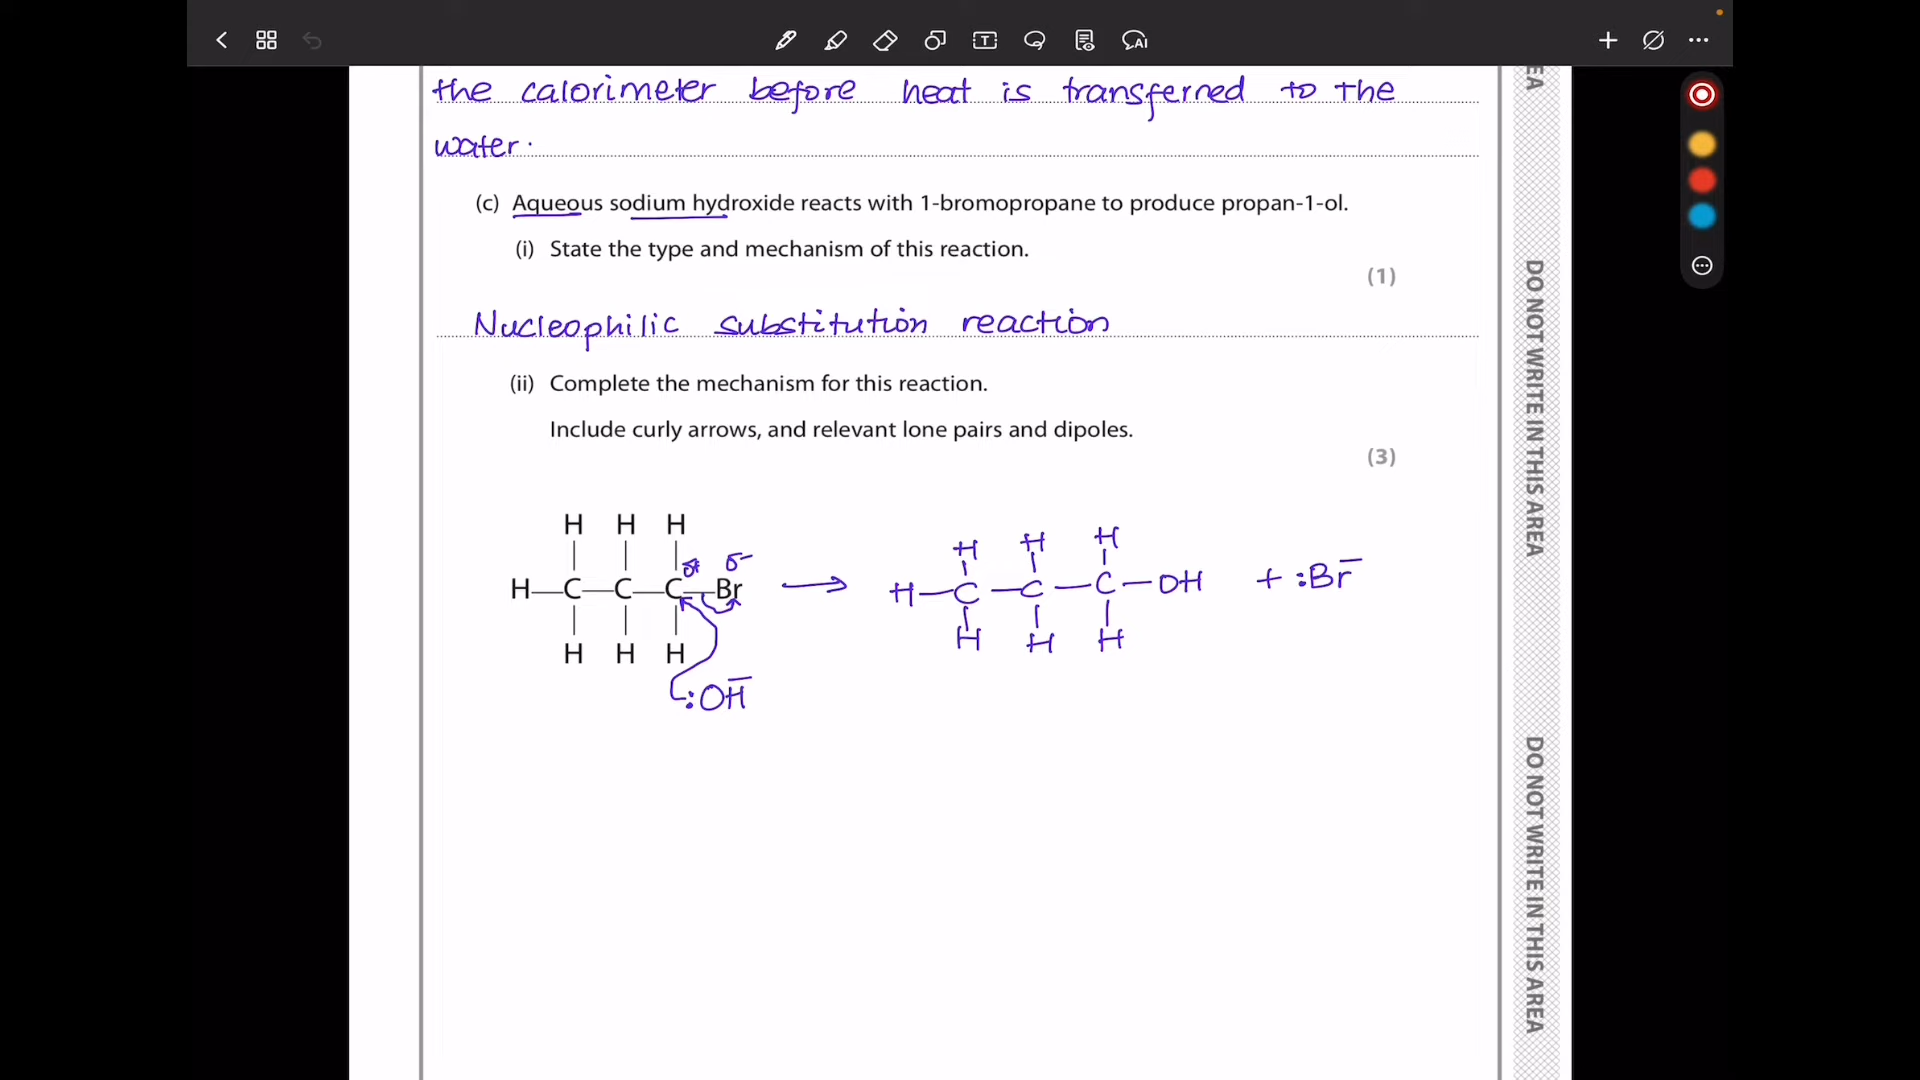 the calorimeter before heat is transferred to the
water.
(c) Aqueous sodium hydroxide reacts with 1-bromopropane to produce propan-1-ol.
(i) State the type and mechanism of this reaction.
(1)
Nucleophilic substitution reaction
(ii) Complete the mechanism for this reaction.
Include curly arrows, and relevant lone pairs and dipoles.
(3)
H H H
δ+ δ-
H—C—C—C—Br
H H H
:OH⁻
H H H
H—C—C—C—OH + :Br⁻
H H H
EA
EA
DO NOT WRITE IN THIS AREA
DO NOT WRITE IN THIS AREA
T
AI